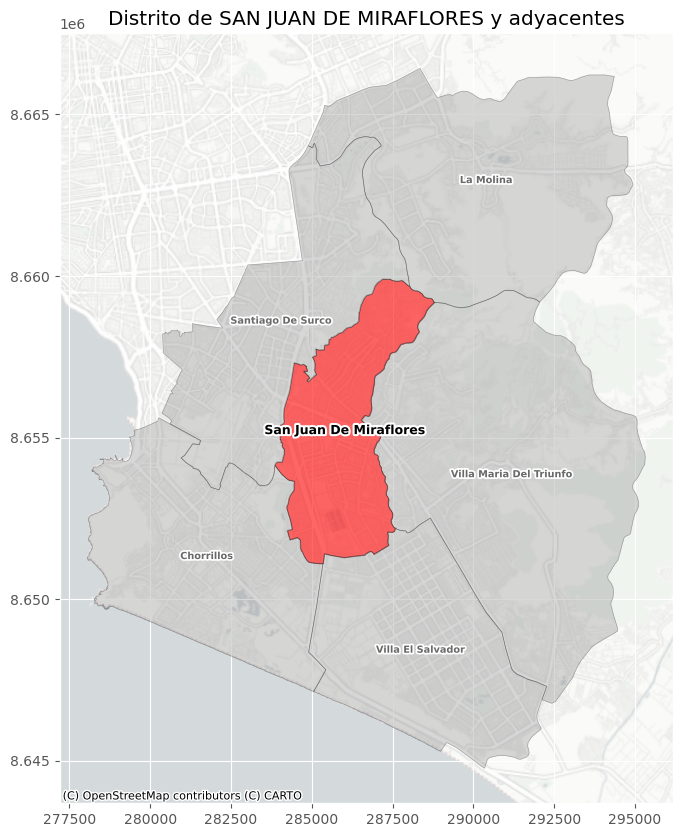 Distrito de SAN JUAN DE MIRAFLORES y adyacentes
1e6
8.665
La Molina
8.660
Santiago De Surco
8.655
San Juan De Miraflores
Villa Maria Del Triunfo
Chorrillos
8.650
Villa El Salvador
8.645
(C) OpenStreetMap contributors (C) CARTO
277500 280000 282500 285000 287500 290000 292500 295000